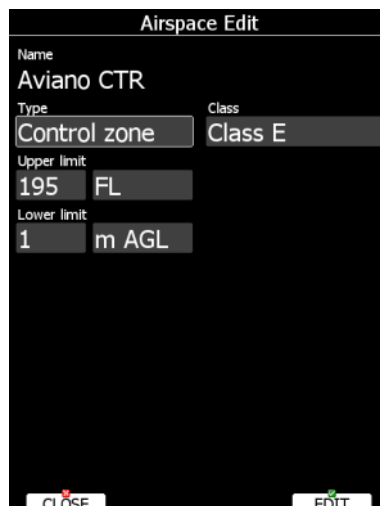 Airspace Edit
Name
Aviano CTR
Type Class
Control zone Class E
Upper limit
195 FL
Lower limit
1 m AGL
CLOSE EDIT